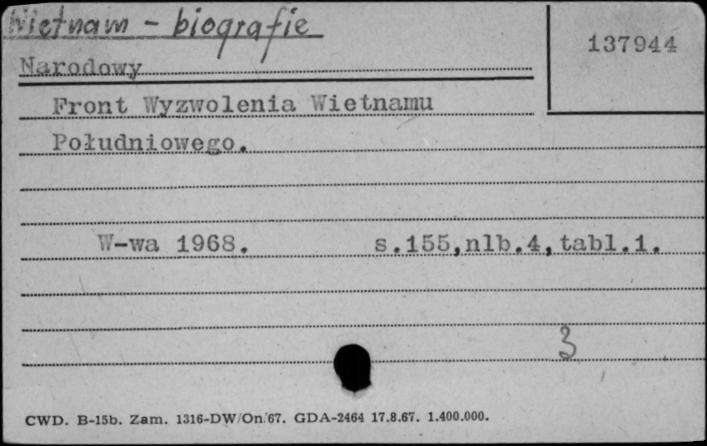 Wietnam - biografie
137944
Narodowy
Front Wyzwolenia Wietnamu
Południowego.
W-wa 1968. s.155,nlb.4,tabl.1.
3
CWD. B-15b. Zam. 1316-DW/On/67. GDA-2464 17.8.67. 1.400.000.